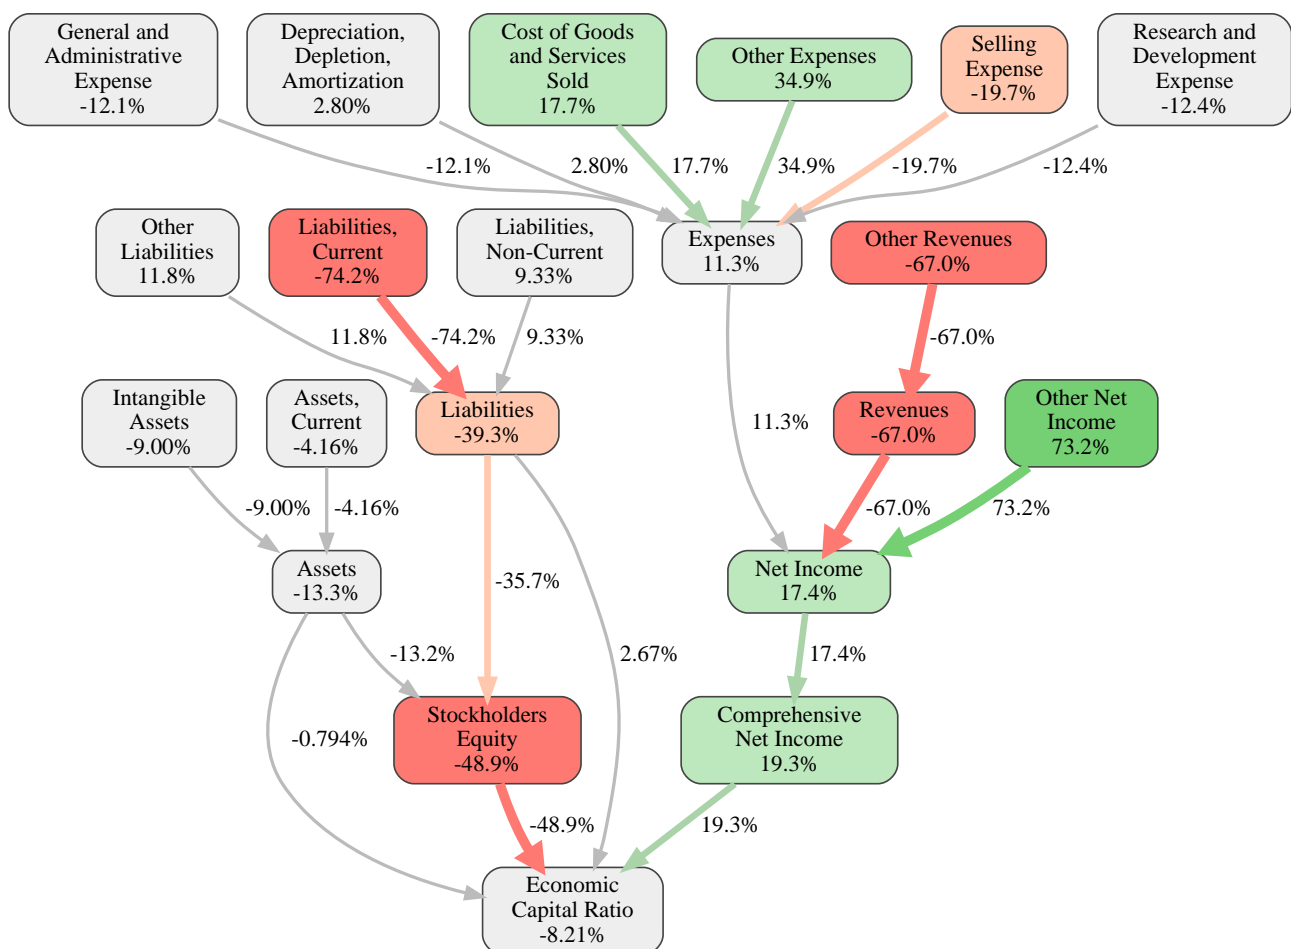 General and
Administrative
Expense
-12.1%
Depreciation,
Depletion,
Amortization
2.80%
Cost of Goods
and Services
Sold
17.7%
Other Expenses
34.9%
Selling
Expense
-19.7%
Research and
Development
Expense
-12.4%
-12.1%
2.80%
17.7%
34.9%
-19.7%
-12.4%
Other
Liabilities
11.8%
Liabilities,
Current
-74.2%
Liabilities,
Non-Current
9.33%
Expenses
11.3%
Other Revenues
-67.0%
11.8%
-74.2%
9.33%
-67.0%
Intangible
Assets
-9.00%
Assets,
Current
-4.16%
Liabilities
-39.3%
11.3%
Revenues
-67.0%
Other Net
Income
73.2%
-9.00%
-4.16%
-67.0%
73.2%
Assets
-13.3%
-35.7%
Net Income
17.4%
-13.2%
2.67%
17.4%
-0.794%
Stockholders
Equity
-48.9%
Comprehensive
Net Income
19.3%
-48.9%
19.3%
Economic
Capital Ratio
-8.21%